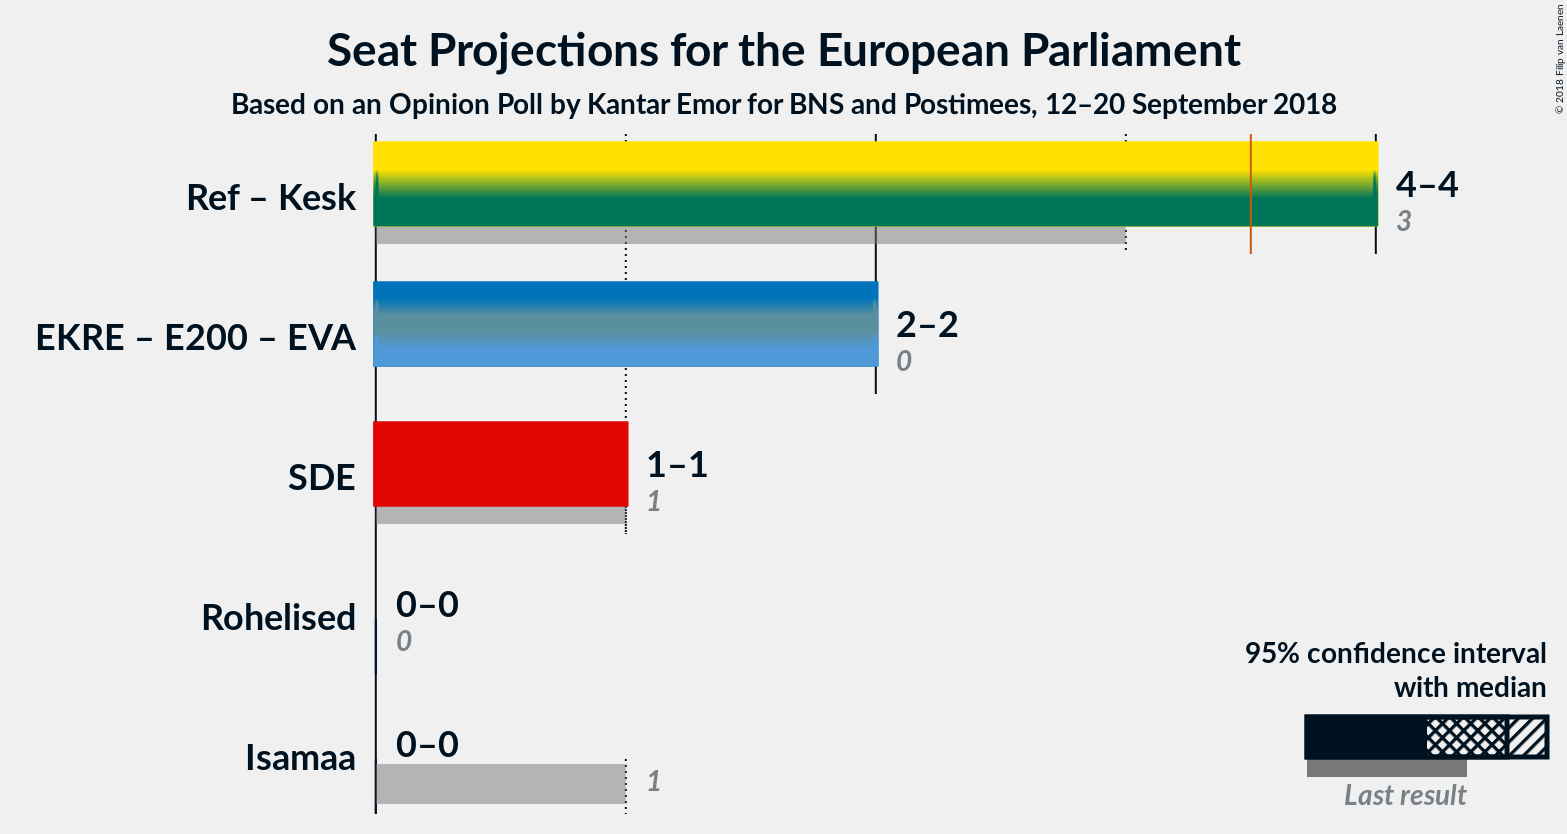 Seat Projections for the European Parliament
Based on an Opinion Poll by Kantar Emor for BNS and Postimees, 12–20 September 2018
© 2018 Filip van Laenen
Ref – Kesk
4–4
3
EKRE – E200 – EVA
2–2
0
SDE
1–1
1
Rohelised
0–0
0
Isamaa
0–0
1
95% confidence interval
with median
Last result